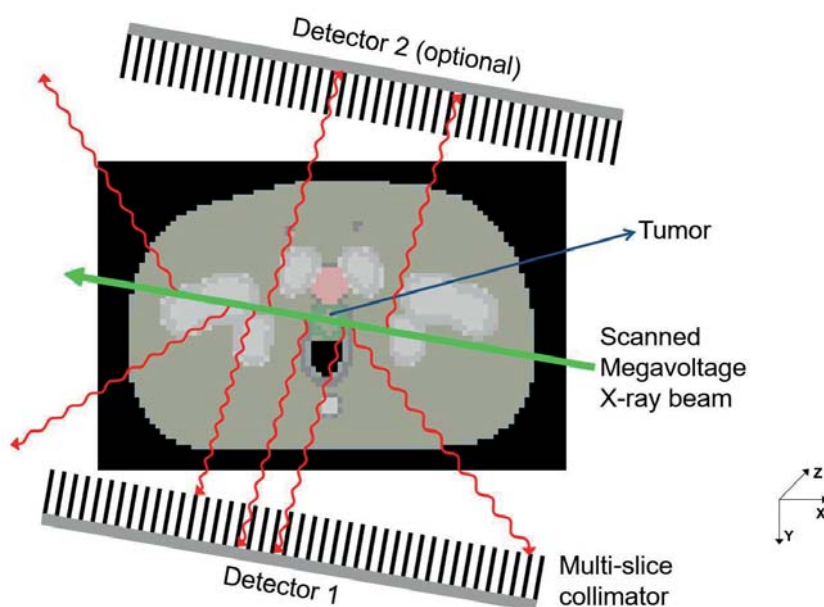 Detector 2 (optional)
Tumor
Scanned
Megavoltage
X-ray beam
Z
X
Y
Detector 1
Multi-slice
collimator